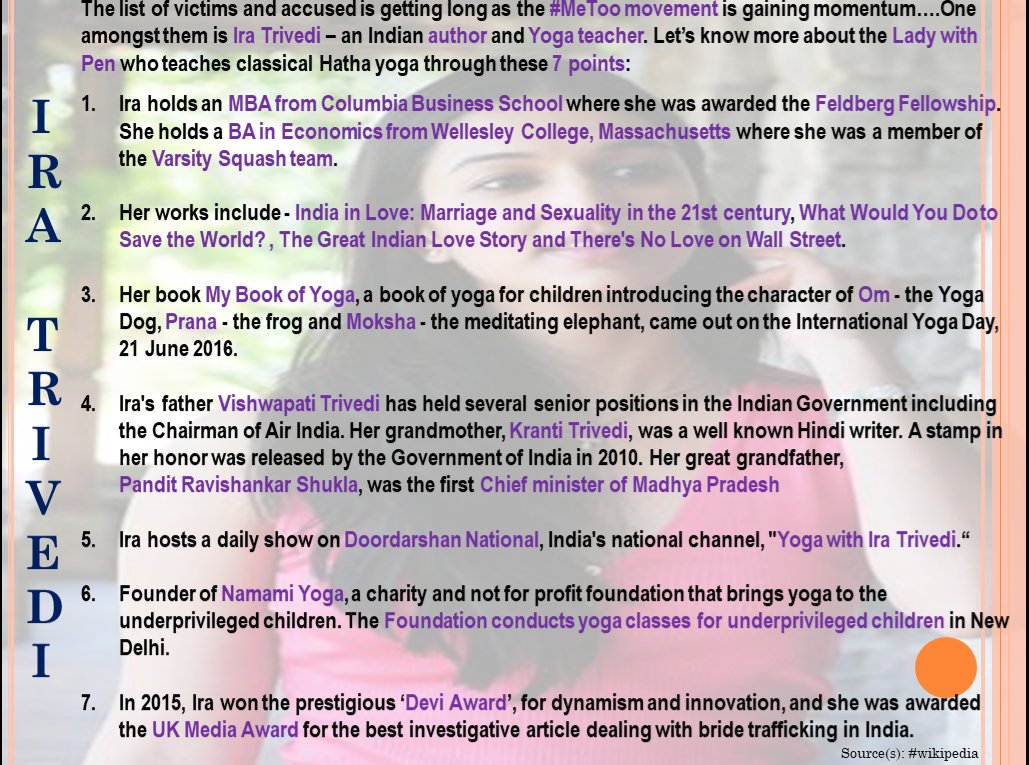 The list of victims and accused is getting long as the #MeToo movement is gaining momentum....One
amongst them is Ira Trivedi – an Indian author and Yoga teacher. Let’s know more about the Lady with
Pen who teaches classical Hatha yoga through these 7 points:
IRA TRIVEDI
1. Ira holds an MBA from Columbia Business School where she was awarded the Feldberg Fellowship.
She holds a BA in Economics from Wellesley College, Massachusetts where she was a member of
the Varsity Squash team.
2. Her works include - India in Love: Marriage and Sexuality in the 21st century, What Would You Do to
Save the World? , The Great Indian Love Story and There's No Love on Wall Street.
3. Her book My Book of Yoga, a book of yoga for children introducing the character of Om - the Yoga
Dog, Prana - the frog and Moksha - the meditating elephant, came out on the International Yoga Day,
21 June 2016.
4. Ira's father Vishwapati Trivedi has held several senior positions in the Indian Government including
the Chairman of Air India. Her grandmother, Kranti Trivedi, was a well known Hindi writer. A stamp in
her honor was released by the Government of India in 2010. Her great grandfather,
Pandit Ravishankar Shukla, was the first Chief minister of Madhya Pradesh
5. Ira hosts a daily show on Doordarshan National, India's national channel, "Yoga with Ira Trivedi.“
6. Founder of Namami Yoga, a charity and not for profit foundation that brings yoga to the
underprivileged children. The Foundation conducts yoga classes for underprivileged children in New
Delhi.
7. In 2015, Ira won the prestigious ‘Devi Award’, for dynamism and innovation, and she was awarded
the UK Media Award for the best investigative article dealing with bride trafficking in India.
Source(s): #wikipedia